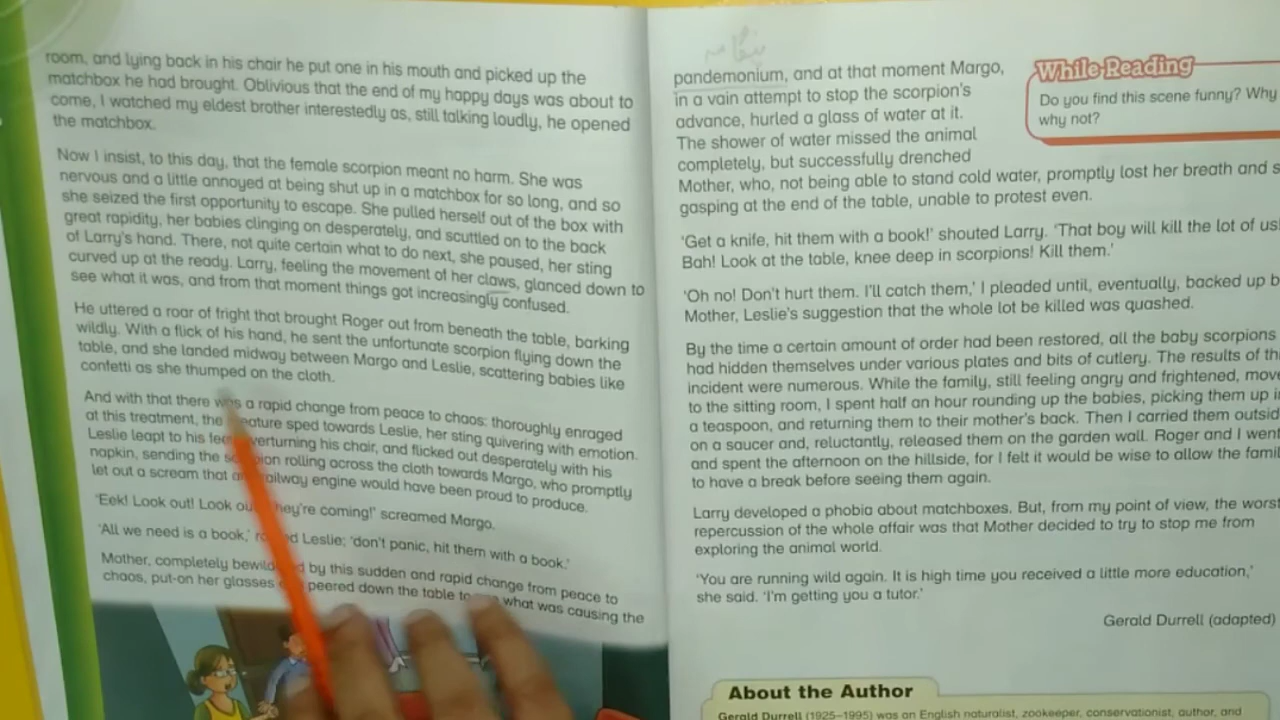 room, and lying back in his chair he put one in his mouth and picked up the
matchbox he had brought. Oblivious that the end of my happy days was about to
come, I watched my eldest brother interestedly as, still talking loudly, he opened
the matchbox.
Now I insist, to this day, that the female scorpion meant no harm. She was
nervous and a little annoyed at being shut up in a matchbox for so long, and so
she seized the first opportunity to escape. She pulled herself out of the box with
great rapidity, her babies clinging on desperately, and scuttled on to the back
of Larry's hand. There, not quite certain what to do next, she paused, her sting
curved up at the ready. Larry, feeling the movement of her claws, glanced down to
see what it was, and from that moment things got increasingly confused.
He uttered a roar of fright that brought Roger out from beneath the table, barking
wildly. With a flick of his hand, he sent the unfortunate scorpion flying down the
table, and she landed midway between Margo and Leslie, scattering babies like
confetti as she thumped on the cloth.
And with that there was a rapid change from peace to chaos: thoroughly enraged
at this treatment, the creature sped towards Leslie, her sting quivering with emotion.
Leslie leapt to his overturning his chair, and flicked out desperately with his
napkin, sending the scorpion rolling across the cloth towards Margo, who promptly
let out a scream that railway engine would have been proud to produce.
'Eek! Look out! Look they're coming!' screamed Margo.
'All we need is a book,' Leslie; 'don't panic, hit them with a book.'
Mother, completely by this sudden and rapid change from peace to
chaos, put-on her glasses peered down the table to what was causing the
پیغامبر
pandemonium, and at that moment Margo,
in a vain attempt to stop the scorpion's
advance, hurled a glass of water at it.
The shower of water missed the animal
completely, but successfully drenched
Mother, who, not being able to stand cold water, promptly lost her breath and
gasping at the end of the table, unable to protest even.
While Reading
Do you find this scene funny? Why
why not?
'Get a knife, hit them with a book!' shouted Larry. 'That boy will kill the lot of us!
Bah! Look at the table, knee deep in scorpions! Kill them.'
'Oh no! Don't hurt them. I'll catch them,' I pleaded until, eventually, backed up
Mother, Leslie's suggestion that the whole lot be killed was quashed.
By the time a certain amount of order had been restored, all the baby scorpions
had hidden themselves under various plates and bits of cutlery. The results of
incident were numerous. While the family, still feeling angry and frightened,
to the sitting room, I spent half an hour rounding up the babies, picking them up
a teaspoon, and returning them to their mother's back. Then I carried them
on a saucer and, reluctantly, released them on the garden wall. Roger and I went
and spent the afternoon on the hillside, for I felt it would be wise to allow the
to have a break before seeing them again.
Larry developed a phobia about matchboxes. But, from my point of view, the worst
repercussion of the whole affair was that Mother decided to try to stop me from
exploring the animal world.
'You are running wild again. It is high time you received a little more education,'
she said. 'I'm getting you a tutor.'
Gerald Durrell (adapted)
About the Author
Gerald Durrell (1925–1995) was an English naturalist, zookeeper, conservationist, author, and